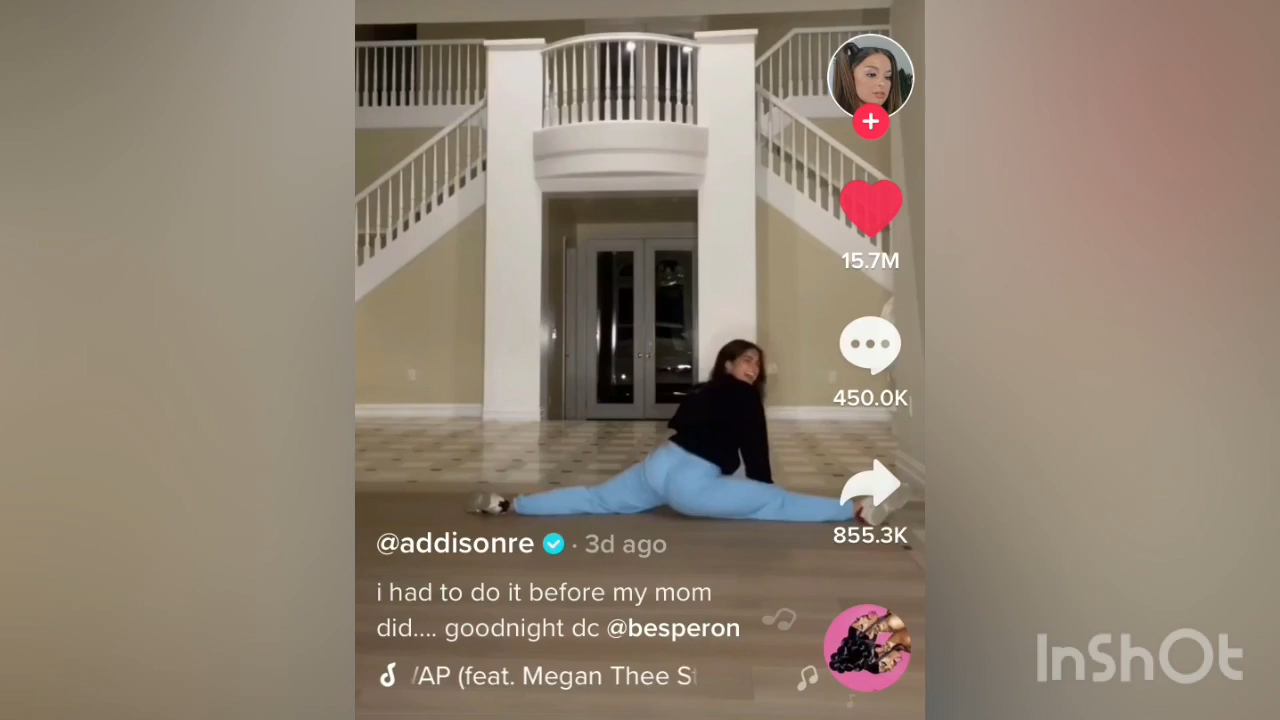 15.7M
450.0K
855.3K
@addisonre · 3d ago
i had to do it before my mom
did.... goodnight dc @besperon
/AP (feat. Megan Thee St
InShOt